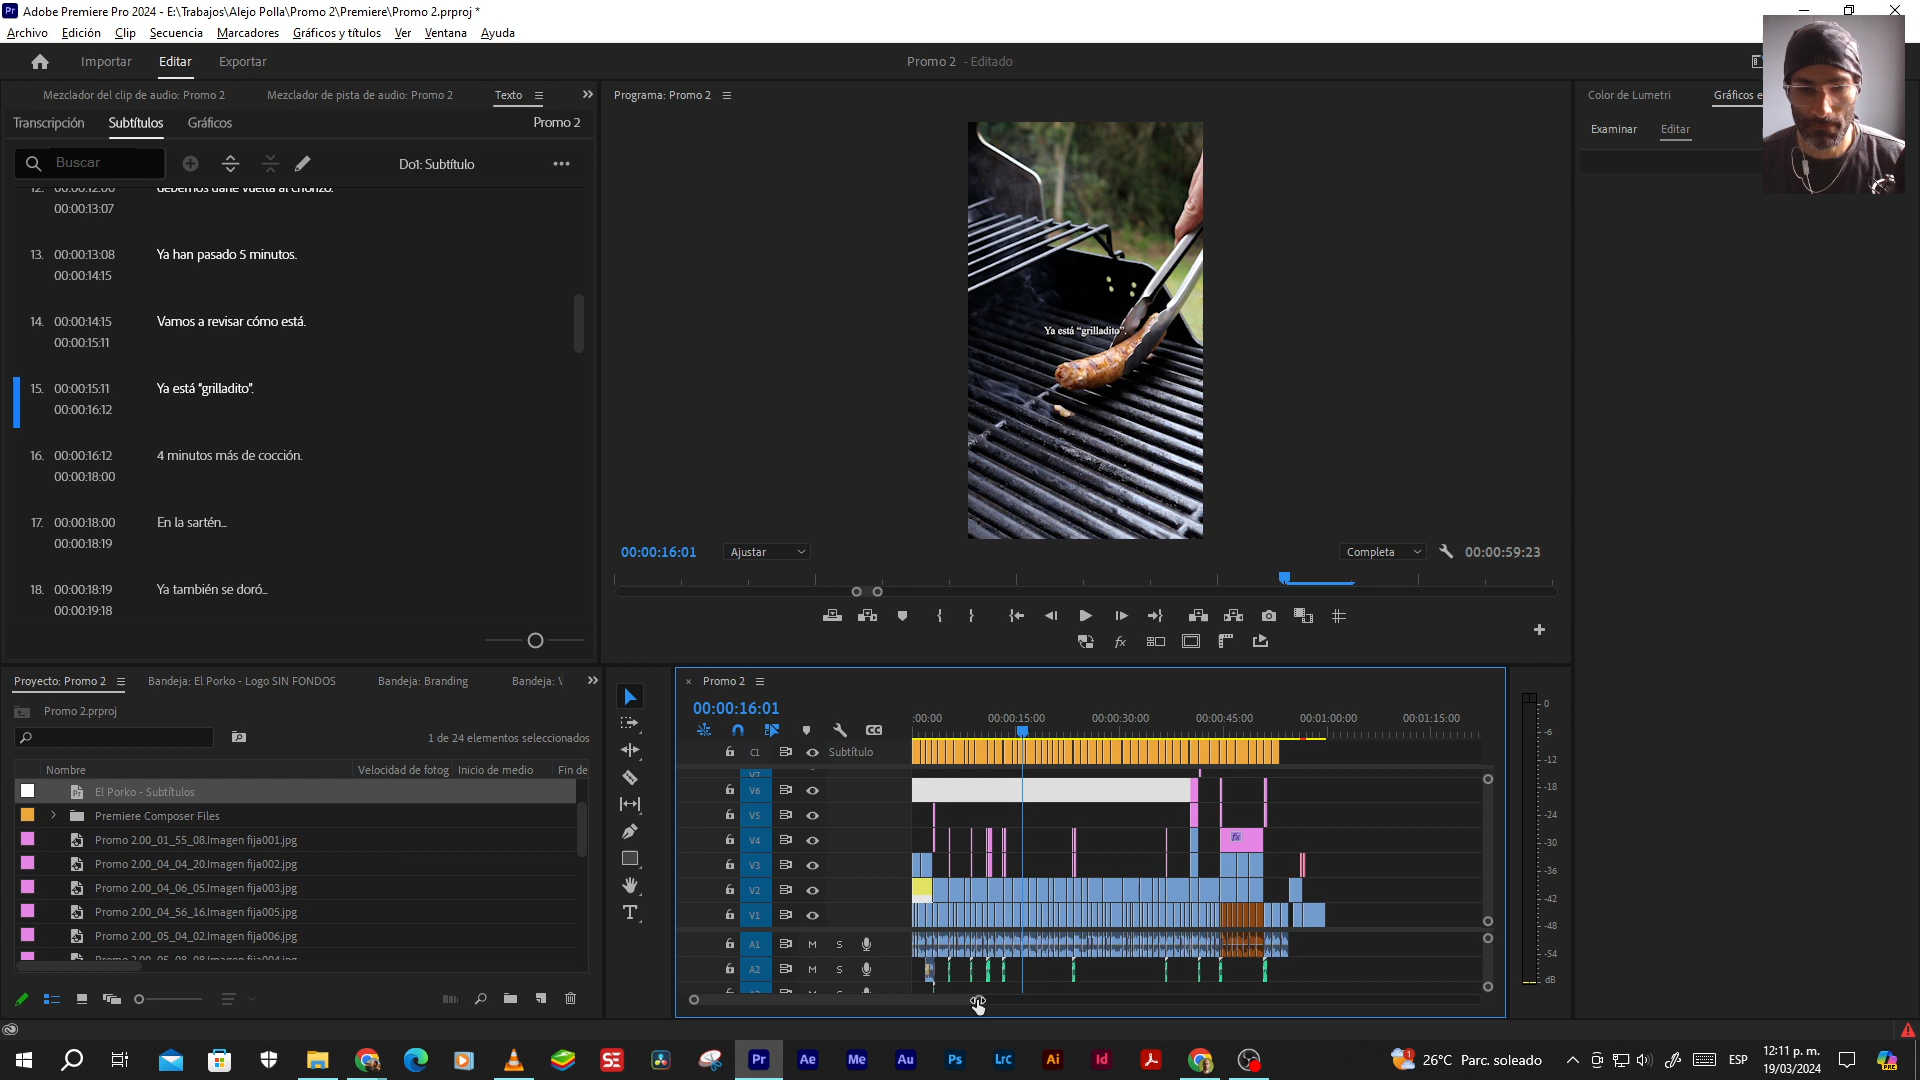 Adobe Premiere Pro 2024 - E:\Trabajos\Alejo Polla\Promo 2\Premiere\Promo 2.prproj *
Archivo Edición Clip Secuencia Marcadores Gráficos y títulos Ver Ventana Ayuda
Importar Editar Exportar
Promo 2 - Editado
Mezclador del clip de audio: Promo 2 Mezclador de pista de audio: Promo 2 Texto
Programa: Promo 2
Color de Lumetri Gráficos e
Transcripción Subtítulos Gráficos Promo 2
Examinar Editar
Buscar
Do1: Subtítulo
12. 00:00:12:00 debemos darle vuelta al chorizo.
00:00:13:07
13. 00:00:13:08 Ya han pasado 5 minutos.
00:00:14:15
14. 00:00:14:15 Vamos a revisar cómo está.
00:00:15:11
15. 00:00:15:11 Ya está “grilladito”.
00:00:16:12
16. 00:00:16:12 4 minutos más de cocción.
00:00:18:00
17. 00:00:18:00 En la sartén...
00:00:18:19
18. 00:00:18:19 Ya también se doró...
00:00:19:18
Ya está “grilladito”.
00:00:16:01 Ajustar Completa 00:00:59:23
Proyecto: Promo 2 Bandeja: El Porko - Logo SIN FONDOS Bandeja: Branding Bandeja: V
Promo 2.prproj
1 de 24 elementos seleccionados
Nombre Velocidad de fotog Inicio de medio Fin de
El Porko - Subtítulos
Premiere Composer Files
Promo 2.00_01_55_08.Imagen fija001.jpg
Promo 2.00_04_04_20.Imagen fija002.jpg
Promo 2.00_04_06_05.Imagen fija003.jpg
Promo 2.00_04_56_16.Imagen fija005.jpg
Promo 2.00_05_04_02.Imagen fija006.jpg
Promo 2
00:00:16:01
:00:00 00:00:15:00 00:00:30:00 00:00:45:00 00:01:00:00 00:01:15:00
C1 Subtítulo
V7
V6
V5
V4 fx
V3
V2
V1
A1 M S
A2 M S
0
-6
-12
-18
-24
-30
-36
-42
-48
-54
dB
Pr Ae Me Au Ps Lrc Ai Id
26°C Parc. soleado
ESP
12:11 p. m.
19/03/2024